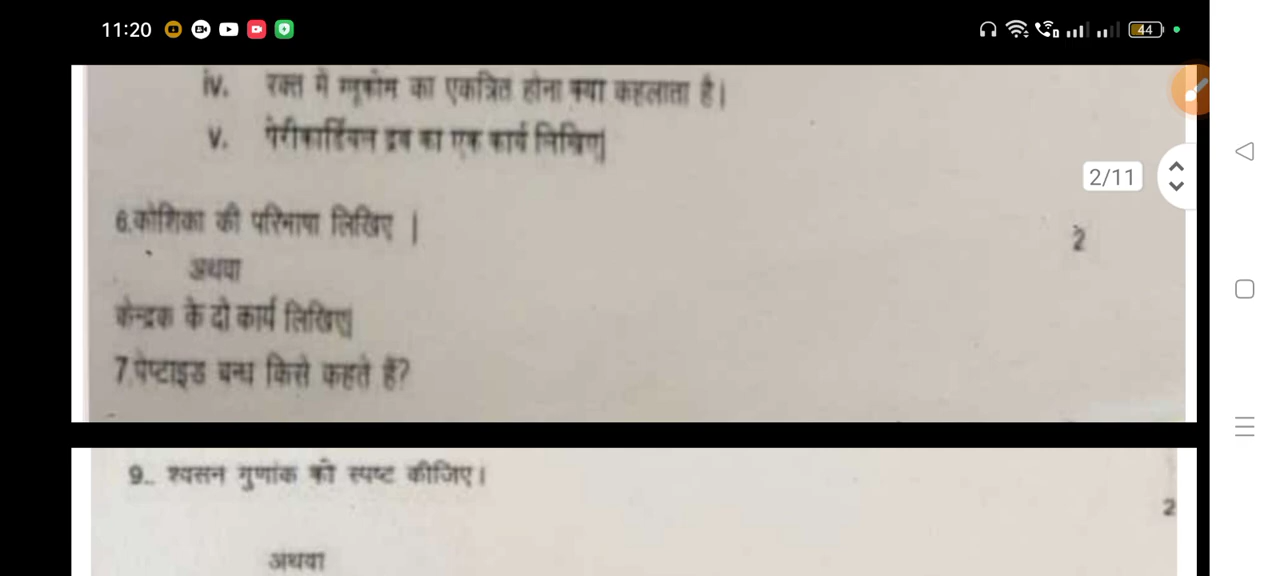 11:20
44
iv. रक्त मे ग्लूकोस का एकत्रित होना क्या कहलाता है।
v. पेरीकार्डियल द्रव का एक कार्य लिखिए|
2/11
6.कोशिका की परिभाषा लिखिए |
2
अथवा
केन्द्रक के दो कार्य लिखिए|
7.पेप्टाइड बन्ध किसे कहते हैं?
9.. श्वसन गुणांक को स्पष्ट कीजिए।
2
अथवा